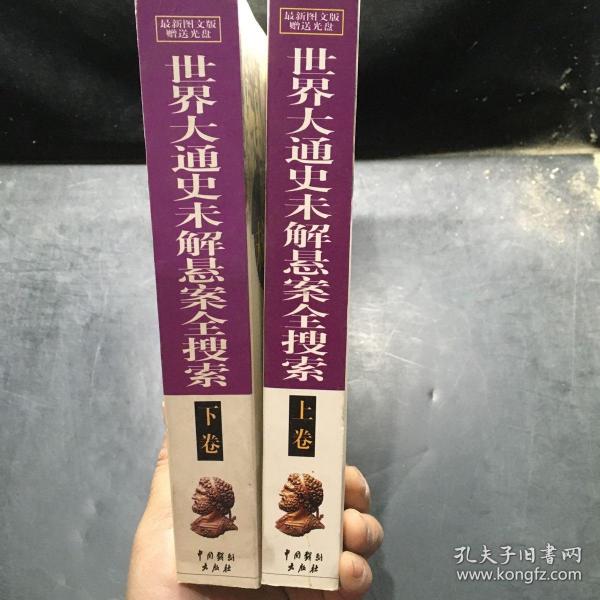 最新图文版
赠送光盘
世界大通史未解悬案全搜索
下卷
中国戏剧
出版社
最新图文版
赠送光盘
世界大通史未解悬案全搜索
上卷
中国戏剧
出版社
孔夫子旧书网
www.kongfz.com